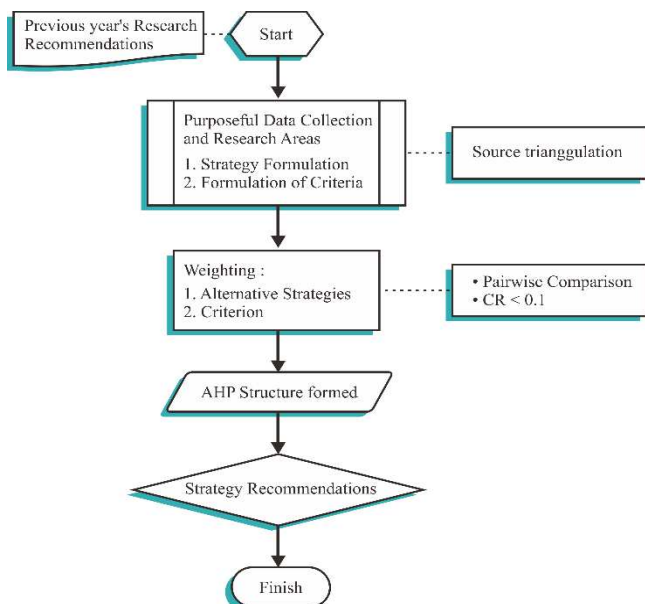 Previous year's Research
Recommendations
Start
Purposeful Data Collection
and Research Areas
1. Strategy Formulation
2. Formulation of Criteria
Source trianggulation
Weighting :
1. Alternative Strategies
2. Criterion
• Pairwise Comparison
• CR < 0.1
AHP Structure formed
Strategy Recommendations
Finish